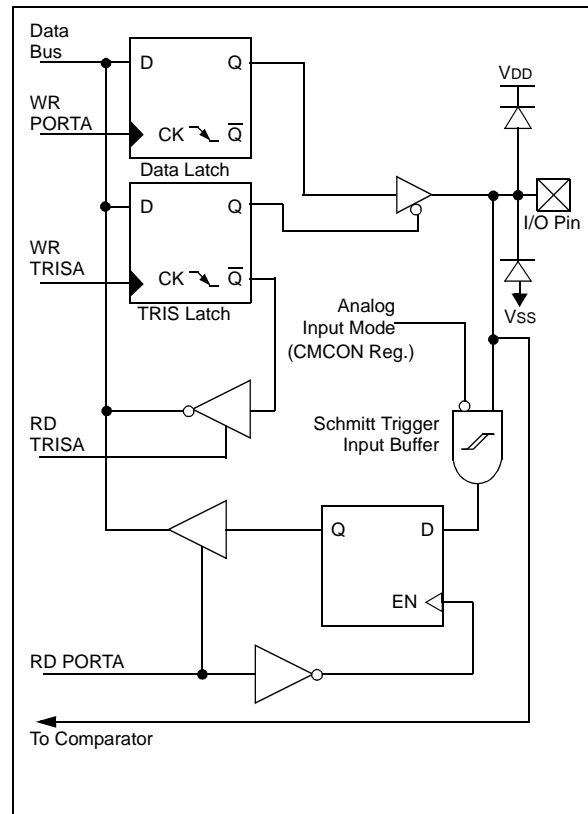 Data
Bus
D Q
VDD
WR
PORTA
CK Q
Data Latch
D Q
I/O Pin
WR
TRISA
CK Q
TRIS Latch
VSS
Analog
Input Mode
(CMCON Reg.)
RD
TRISA
Schmitt Trigger
Input Buffer
Q D
EN
RD PORTA
To Comparator